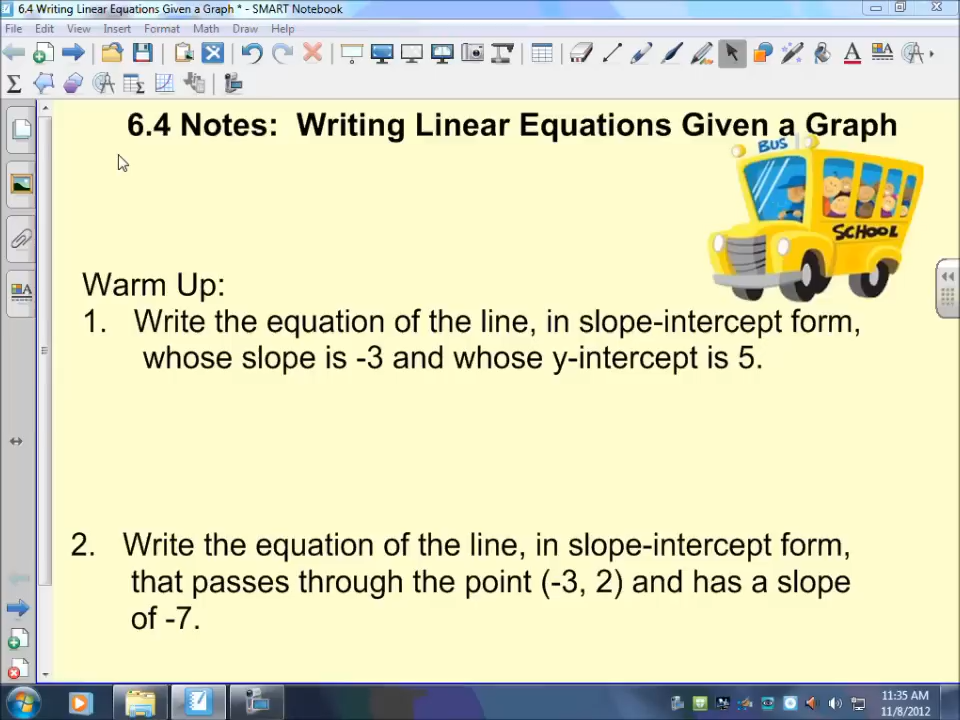 6.4 Writing Linear Equations Given a Graph * - SMART Notebook
File Edit View Insert Format Math Draw Help
6.4 Notes: Writing Linear Equations Given a Graph
BUS
SCHOOL
Warm Up:
1. Write the equation of the line, in slope-intercept form,
whose slope is -3 and whose y-intercept is 5.
2. Write the equation of the line, in slope-intercept form,
that passes through the point (-3, 2) and has a slope
of -7.
11:35 AM
11/8/2012